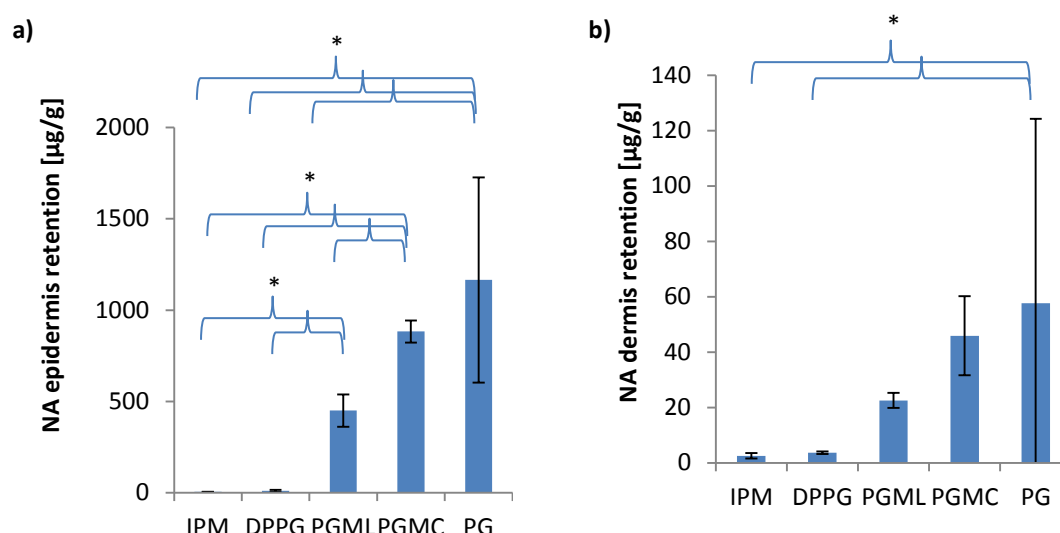 a)
*
*
*
NA epidermis retention [µg/g]
2000
1500
1000
500
0
IPM DPPG PGML PGMC PG
b)
*
NA dermis retention [µg/g]
140
120
100
80
60
40
20
0
IPM DPPG PGML PGMC PG